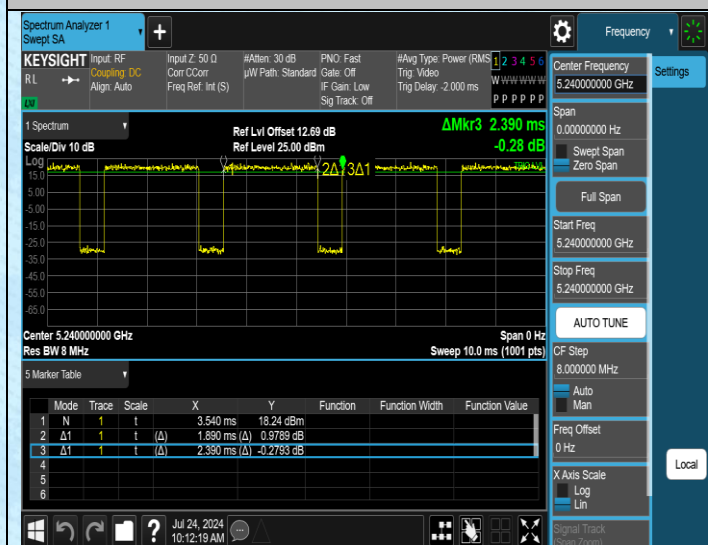 Spectrum Analyzer 1
Swept SA
Frequency
KEYSIGHT
RL
Input: RF
Coupling: DC
Align: Auto
Input Z: 50 Ω
Corr CCorr
Freq Ref: Int (S)
#Atten: 30 dB
µW Path: Standard
PNO: Fast
Gate: Off
IF Gain: Low
Sig Track: Off
#Avg Type: Power (RMS
Trig: Video
Trig Delay: -2.000 ms
1 2 3 4 5 6
W W W W W W
P P P P P P
Center Frequency
5.240000000 GHz
Settings
Span
0.00000000 Hz
Swept Span
Zero Span
Full Span
Start Freq
5.240000000 GHz
Stop Freq
5.240000000 GHz
AUTO TUNE
CF Step
8.000000 MHz
Auto
Man
Freq Offset
0 Hz
X Axis Scale
Log
Lin
Signal Track
(Span Zoom)
Local
1 Spectrum
Scale/Div 10 dB
Ref Lvl Offset 12.69 dB
Ref Level 25.00 dBm
ΔMkr3 2.390 ms
-0.28 dB
Log
15.0
5.00
-5.00
-15.0
-25.0
-35.0
-45.0
-55.0
-65.0
2Δ1
3Δ1
Center 5.240000000 GHz
Res BW 8 MHz
Span 0 Hz
Sweep 10.0 ms (1001 pts)
5 Marker Table
Mode Trace Scale X Y Function Function Width Function Value
1 N 1 t 3.540 ms 18.24 dBm
2 Δ1 1 t (Δ) 1.890 ms (Δ) 0.9789 dB
3 Δ1 1 t (Δ) 2.390 ms (Δ) -0.2793 dB
4
5
6
?
Jul 24, 2024
10:12:19 AM